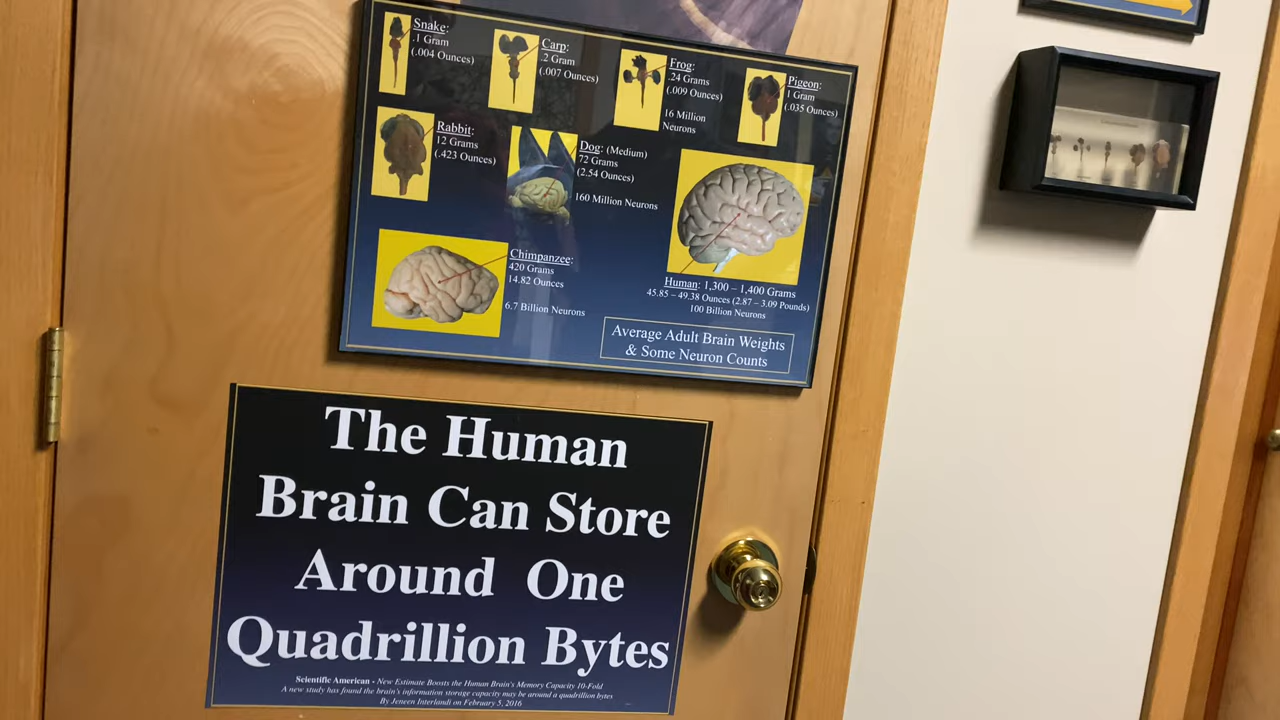 Snake:
.1 Gram
(.004 Ounces)
Carp:
.2 Gram
(.007 Ounces)
Frog:
.24 Grams
(.009 Ounces)
16 Million
Neurons
Pigeon:
1 Gram
(.035 Ounces)
Rabbit:
12 Grams
(.423 Ounces)
Dog: (Medium)
72 Grams
(2.54 Ounces)
160 Million Neurons
Chimpanzee:
420 Grams
14.82 Ounces
6.7 Billion Neurons
Human: 1,300 – 1,400 Grams
45.85 – 49.38 Ounces (2.87 – 3.09 Pounds)
100 Billion Neurons
Average Adult Brain Weights
& Some Neuron Counts
The Human
Brain Can Store
Around One
Quadrillion Bytes
Scientific American - New Estimate Boosts the Human Brain's Memory Capacity 10-Fold
A new study has found the brain's information storage capacity may be around a quadrillion bytes
By Jeneen Interlandi on February 5, 2016